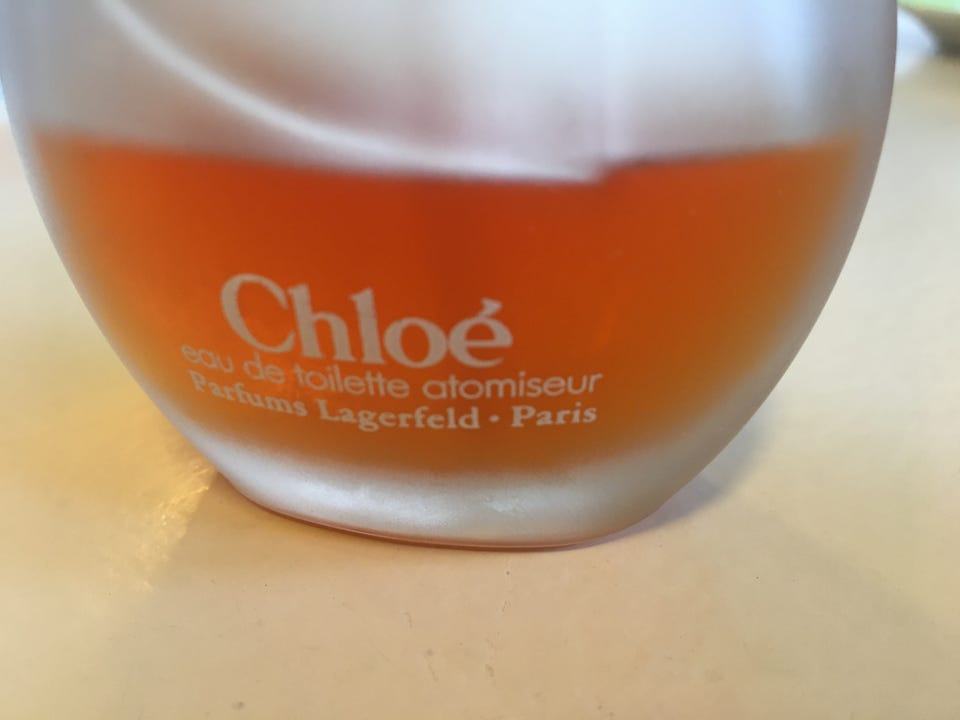 Chloé
eau de toilette atomiseur
Parfums Lagerfeld • Paris